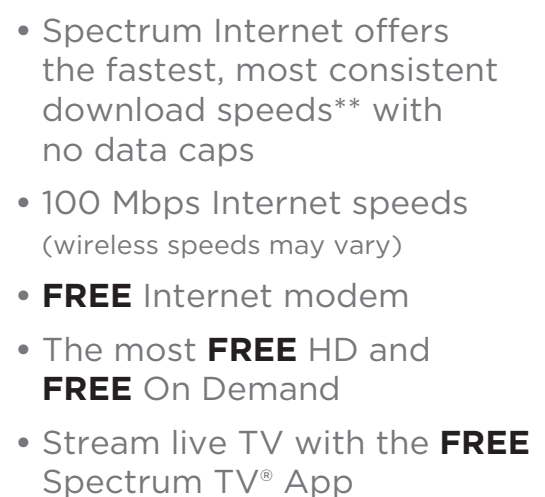 • Spectrum Internet offers
the fastest, most consistent
download speeds** with
no data caps
• 100 Mbps Internet speeds
(wireless speeds may vary)
• FREE Internet modem
• The most FREE HD and
FREE On Demand
• Stream live TV with the FREE
Spectrum TV® App